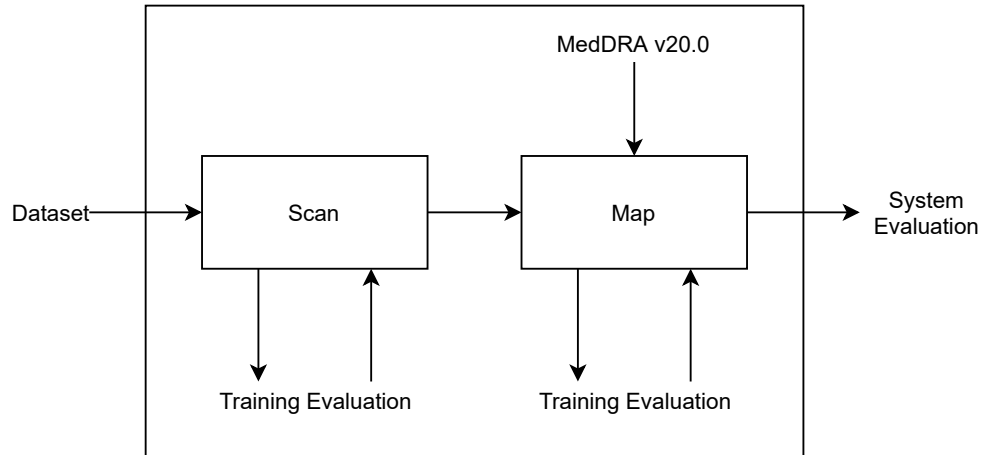 MedDRA v20.0
Dataset
Scan
Map
System
Evaluation
Training Evaluation
Training Evaluation